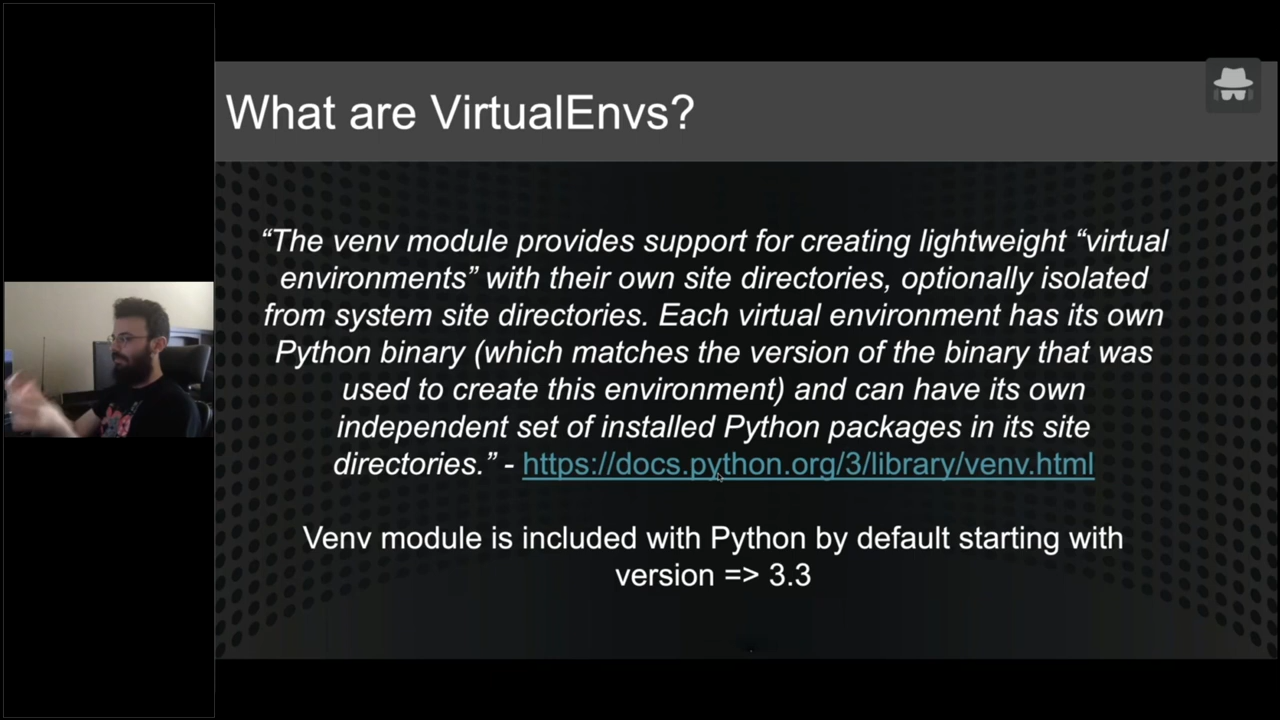 What are VirtualEnvs?
“The venv module provides support for creating lightweight “virtual
environments” with their own site directories, optionally isolated
from system site directories. Each virtual environment has its own
Python binary (which matches the version of the binary that was
used to create this environment) and can have its own
independent set of installed Python packages in its site
directories.” - https://docs.python.org/3/library/venv.html
Venv module is included with Python by default starting with
version => 3.3